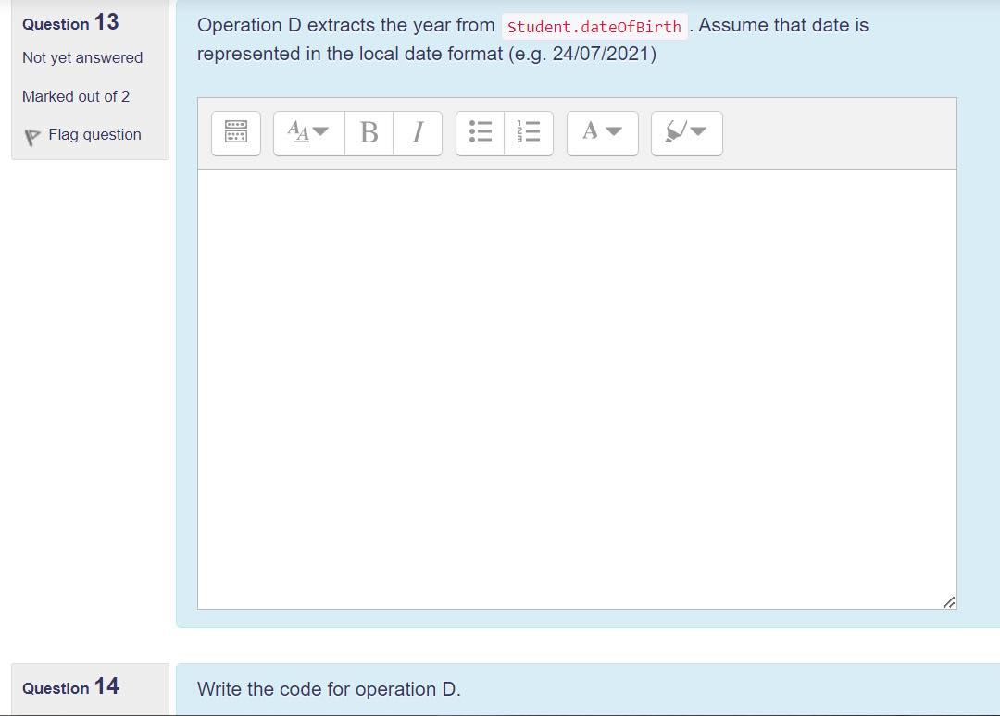 Question 13
Not yet answered
Marked out of 2
Flag question
Operation D extracts the year from Student.dateOfBirth . Assume that date is
represented in the local date format (e.g. 24/07/2021)
Question 14
Write the code for operation D.